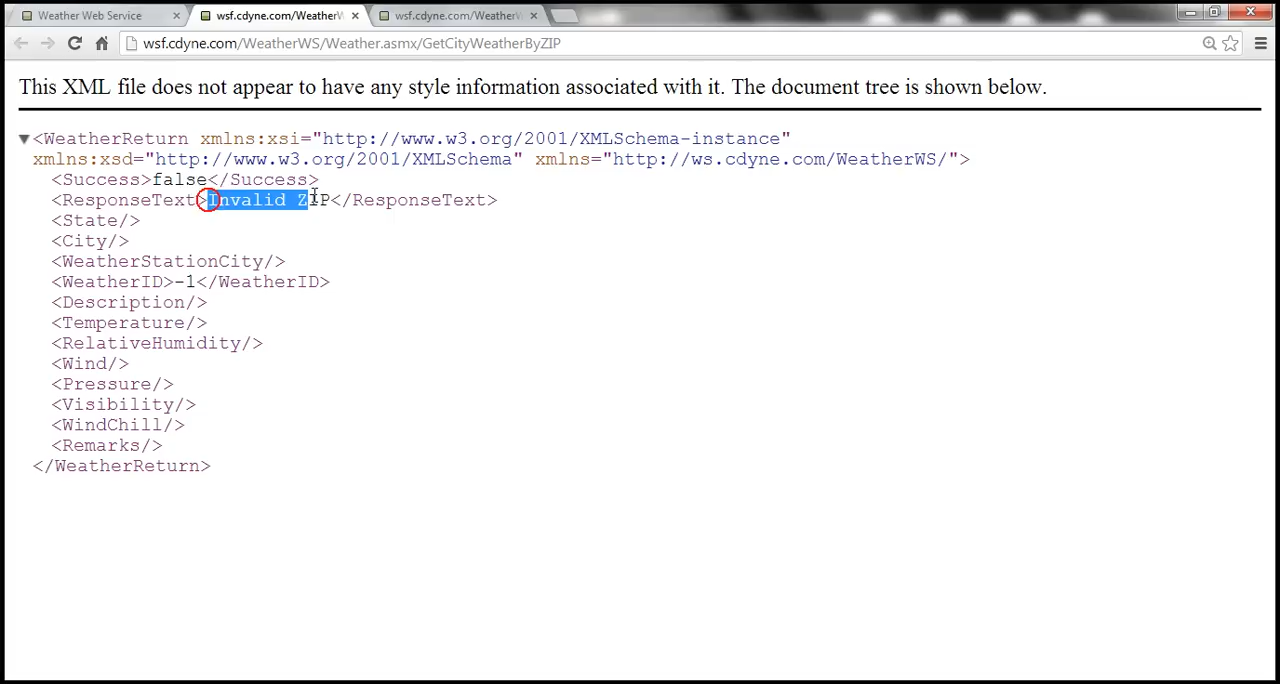 Weather Web Service
wsf.cdyne.com/WeatherW
wsf.cdyne.com/WeatherW
wsf.cdyne.com/WeatherWS/Weather.asmx/GetCityWeatherByZIP
This XML file does not appear to have any style information associated with it. The document tree is shown below.
<WeatherReturn xmlns:xsi="http://www.w3.org/2001/XMLSchema-instance"
xmlns:xsd="http://www.w3.org/2001/XMLSchema" xmlns="http://ws.cdyne.com/WeatherWS/">
<Success>false</Success>
<ResponseText>Invalid ZIP</ResponseText>
<State/>
<City/>
<WeatherStationCity/>
<WeatherID>-1</WeatherID>
<Description/>
<Temperature/>
<RelativeHumidity/>
<Wind/>
<Pressure/>
<Visibility/>
<WindChill/>
<Remarks/>
</WeatherReturn>